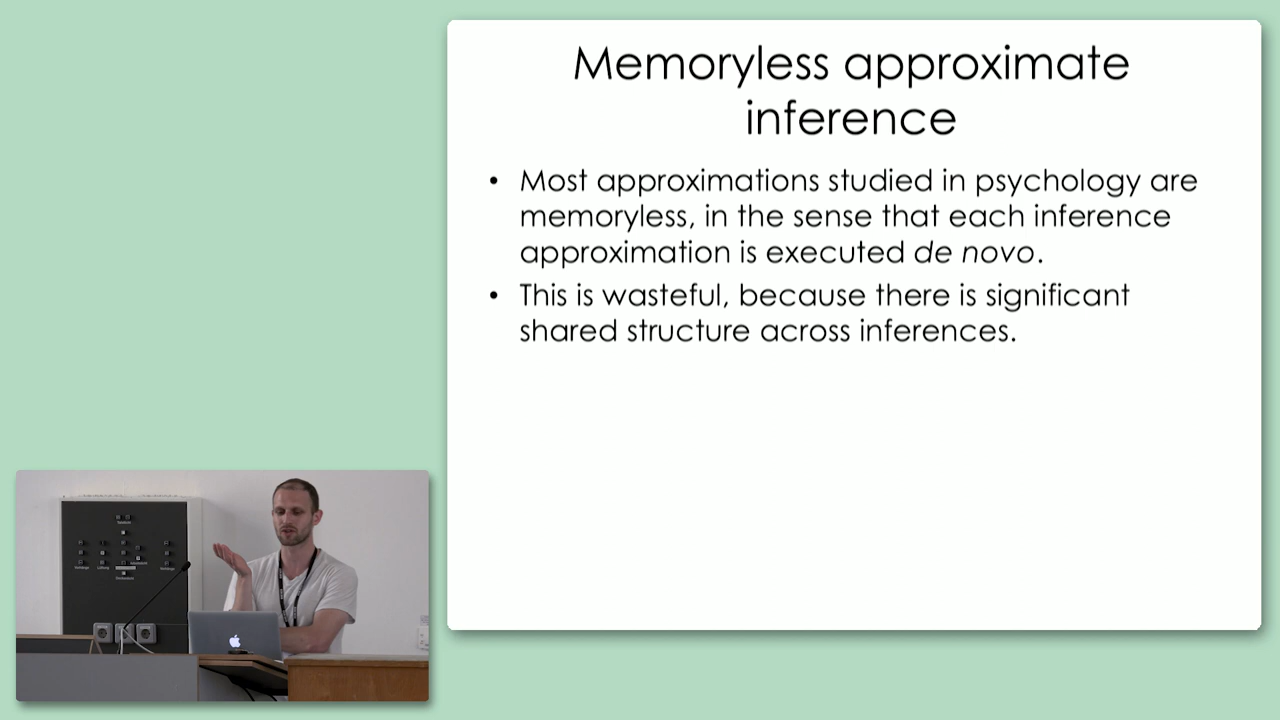 Memoryless approximate
inference
• Most approximations studied in psychology are
memoryless, in the sense that each inference
approximation is executed de novo.
• This is wasteful, because there is significant
shared structure across inferences.